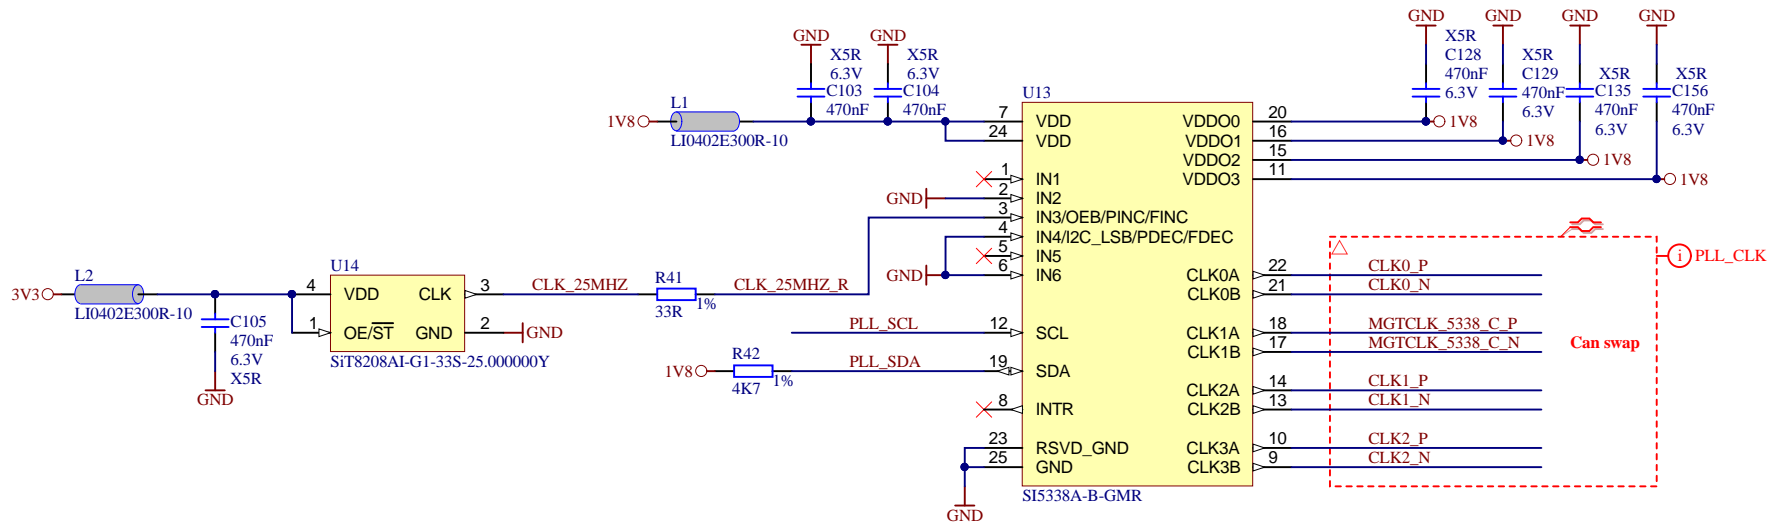 GND
GND
X5R
6.3V
C103
470nF
X5R
6.3V
C104
470nF
GND
GND
GND
GND
X5R
C128
470nF
6.3V
X5R
C129
470nF
6.3V
X5R
C135
470nF
6.3V
X5R
C156
470nF
6.3V
L1
1V8
LI0402E300R-10
U13
7 VDD
24 VDD
1 IN1
GND 2 IN2
3 IN3/OEB/PINC/FINC
4 IN4/I2C_LSB/PDEC/FDEC
5 IN5
GND 6 IN6
VDDO0 20 1V8
VDDO1 16 1V8
VDDO2 15 1V8
VDDO3 11 1V8
L2
3V3
LI0402E300R-10
C105
470nF
6.3V
X5R
GND
U14
4 VDD CLK 3
1 OE/ST GND 2 GND
SiT8208AI-G1-33S-25.000000Y
CLK_25MHZ
R41
33R
1%
CLK_25MHZ_R
PLL_SCL 12 SCL
1V8
R42
4K7
1%
PLL_SDA 19 SDA
8 INTR
23 RSVD_GND
25 GND
GND
SI5338A-B-GMR
CLK0A 22 CLK0_P
CLK0B 21 CLK0_N
CLK1A 18 MGTCLK_5338_C_P
CLK1B 17 MGTCLK_5338_C_N
CLK2A 14 CLK1_P
CLK2B 13 CLK1_N
CLK3A 10 CLK2_P
CLK3B 9 CLK2_N
Can swap
i PLL_CLK